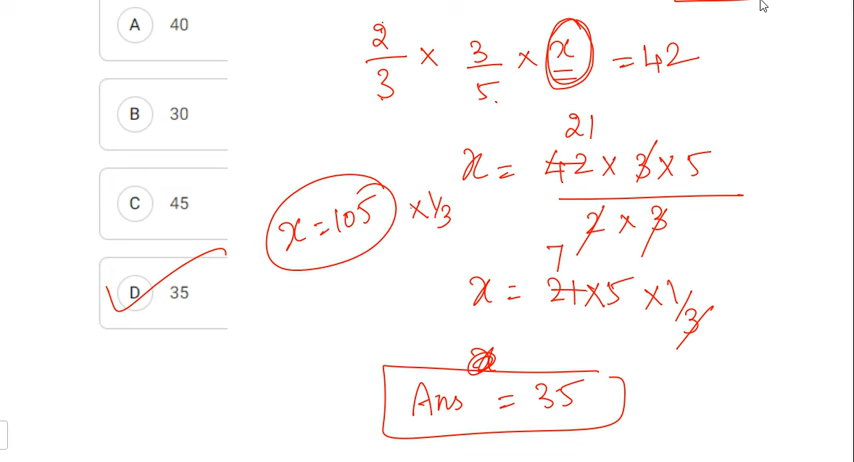 A 40
B 30
C 45
D 35
2/3 × 3/5 × x = 42
21
x = 42 × 3 × 5
2 × 3
x = 105 × 1/3
7
x = 21 × 5 × 1/3
Ans = 35